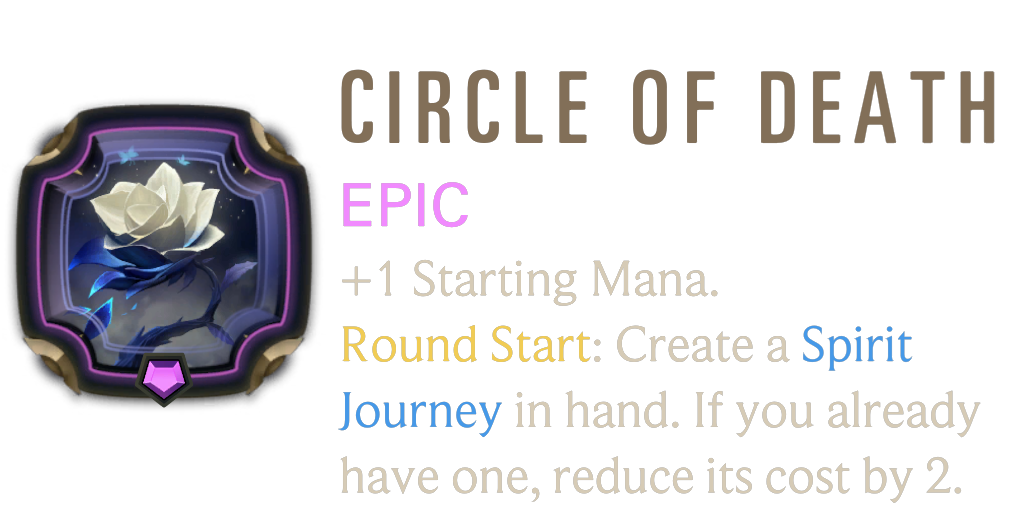 CIRCLE OF DEATH
EPIC
+1 Starting Mana.
Round Start: Create a Spirit
Journey in hand. If you already
have one, reduce its cost by 2.